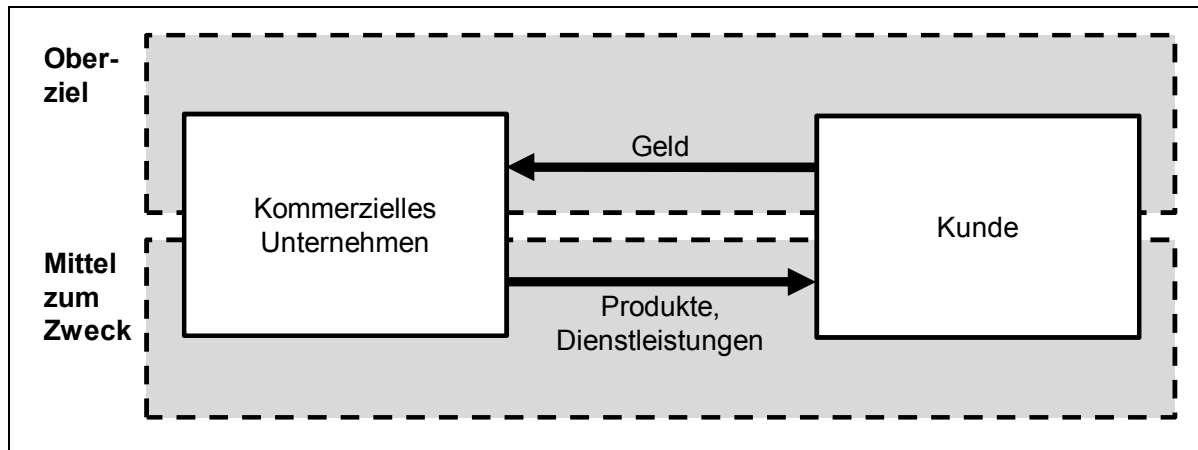 Ober-
ziel
Geld
Kommerzielles
Unternehmen
Kunde
Mittel
zum
Zweck
Produkte,
Dienstleistungen